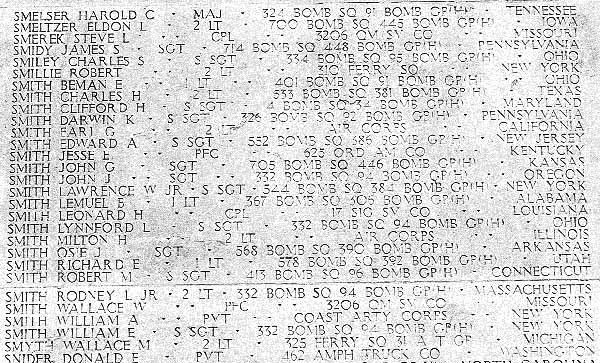 SMELSER HAROLD C · MAJ · 324 BOMB SQ 91 BOMB GP(H) · TENNESSEE
SMELTZER ELDON L · 2 LT · 700 BOMB SQ 445 BOMB GP(H) · IOWA
SMEREK STEVE L · CPL · 3206 QM SV CO · MISSOURI
SMIDY JAMES S · SGT · 714 BOMB SQ 448 BOMB GP(H) · PENNSYLVANIA
SMILEY CHARLES S · S SGT · 334 BOMB SQ 95 BOMB GP(H) · OHIO
SMILLIE ROBERT · 2 LT · 310 FERRY SQ · NEW YORK
SMITH BEMAN E · 1 LT · 401 BOMB SQ 91 BOMB GP(H) · OHIO
SMITH CHARLES H · 2 LT · 533 BOMB SQ 381 BOMB GP(H) · TEXAS
SMITH CLIFFORD H · S SGT · 4 BOMB SQ 34 BOMB GP(H) · MARYLAND
SMITH DARWIN K · S SGT · 326 BOMB SQ 92 BOMB GP(H) · PENNSYLVANIA
SMITH EARL G · 2 LT · AIR CORPS · CALIFORNIA
SMITH EDWARD A · S SGT · 552 BOMB SQ 386 BOMB GP(H) · NEW JERSEY
SMITH JESSE E · PFC · 625 ORD AM CO · KENTUCKY
SMITH JOHN G · SGT · 705 BOMB SQ 446 BOMB GP(H) · KANSAS
SMITH JOHN J · SGT · 332 BOMB SQ 94 BOMB GP(H) · OREGON
SMITH LAWRENCE W JR · S SGT · 544 BOMB SQ 384 BOMB GP(H) · NEW YORK
SMITH LEMUEL B · 1 LT · 367 BOMB SQ 306 BOMB GP(H) · ALABAMA
SMITH LEONARD H · CPL · 17 SIG SV CO · LOUISIANA
SMITH LYNNFORD L · S SGT · 332 BOMB SQ 94 BOMB GP(H) · OHIO
SMITH MILTON H · 2 LT · AIR CORPS · ILLINOIS
SMITH OSIE J · SGT · 568 BOMB SQ 390 BOMB GP(H) · ARKANSAS
SMITH RICHARD E · 1 LT · 578 BOMB SQ 392 BOMB GP(H) · UTAH
SMITH ROBERT M · S SGT · 413 BOMB SQ 96 BOMB GP(H) · CONNECTICUT
SMITH RODNEY L JR · 2 LT · 332 BOMB SQ 94 BOMB GP(H) · MASSACHUSETTS
SMITH WALLACE W · PFC · 3206 QM SV CO · MISSOURI
SMITH WILLIAM A · PVT · COAST ARTY CORPS · NEW YORK
SMITH WILLIAM E · S SGT · 332 BOMB SQ 94 BOMB GP(H) · NEW YORK
SMYTH WALLACE M · 2 LT · 325 FERRY SQ 31 A T GP · MICHIGAN
SNIDER DONALD E · PVT · 462 AMPH TRUCK CO · WASHINGTON